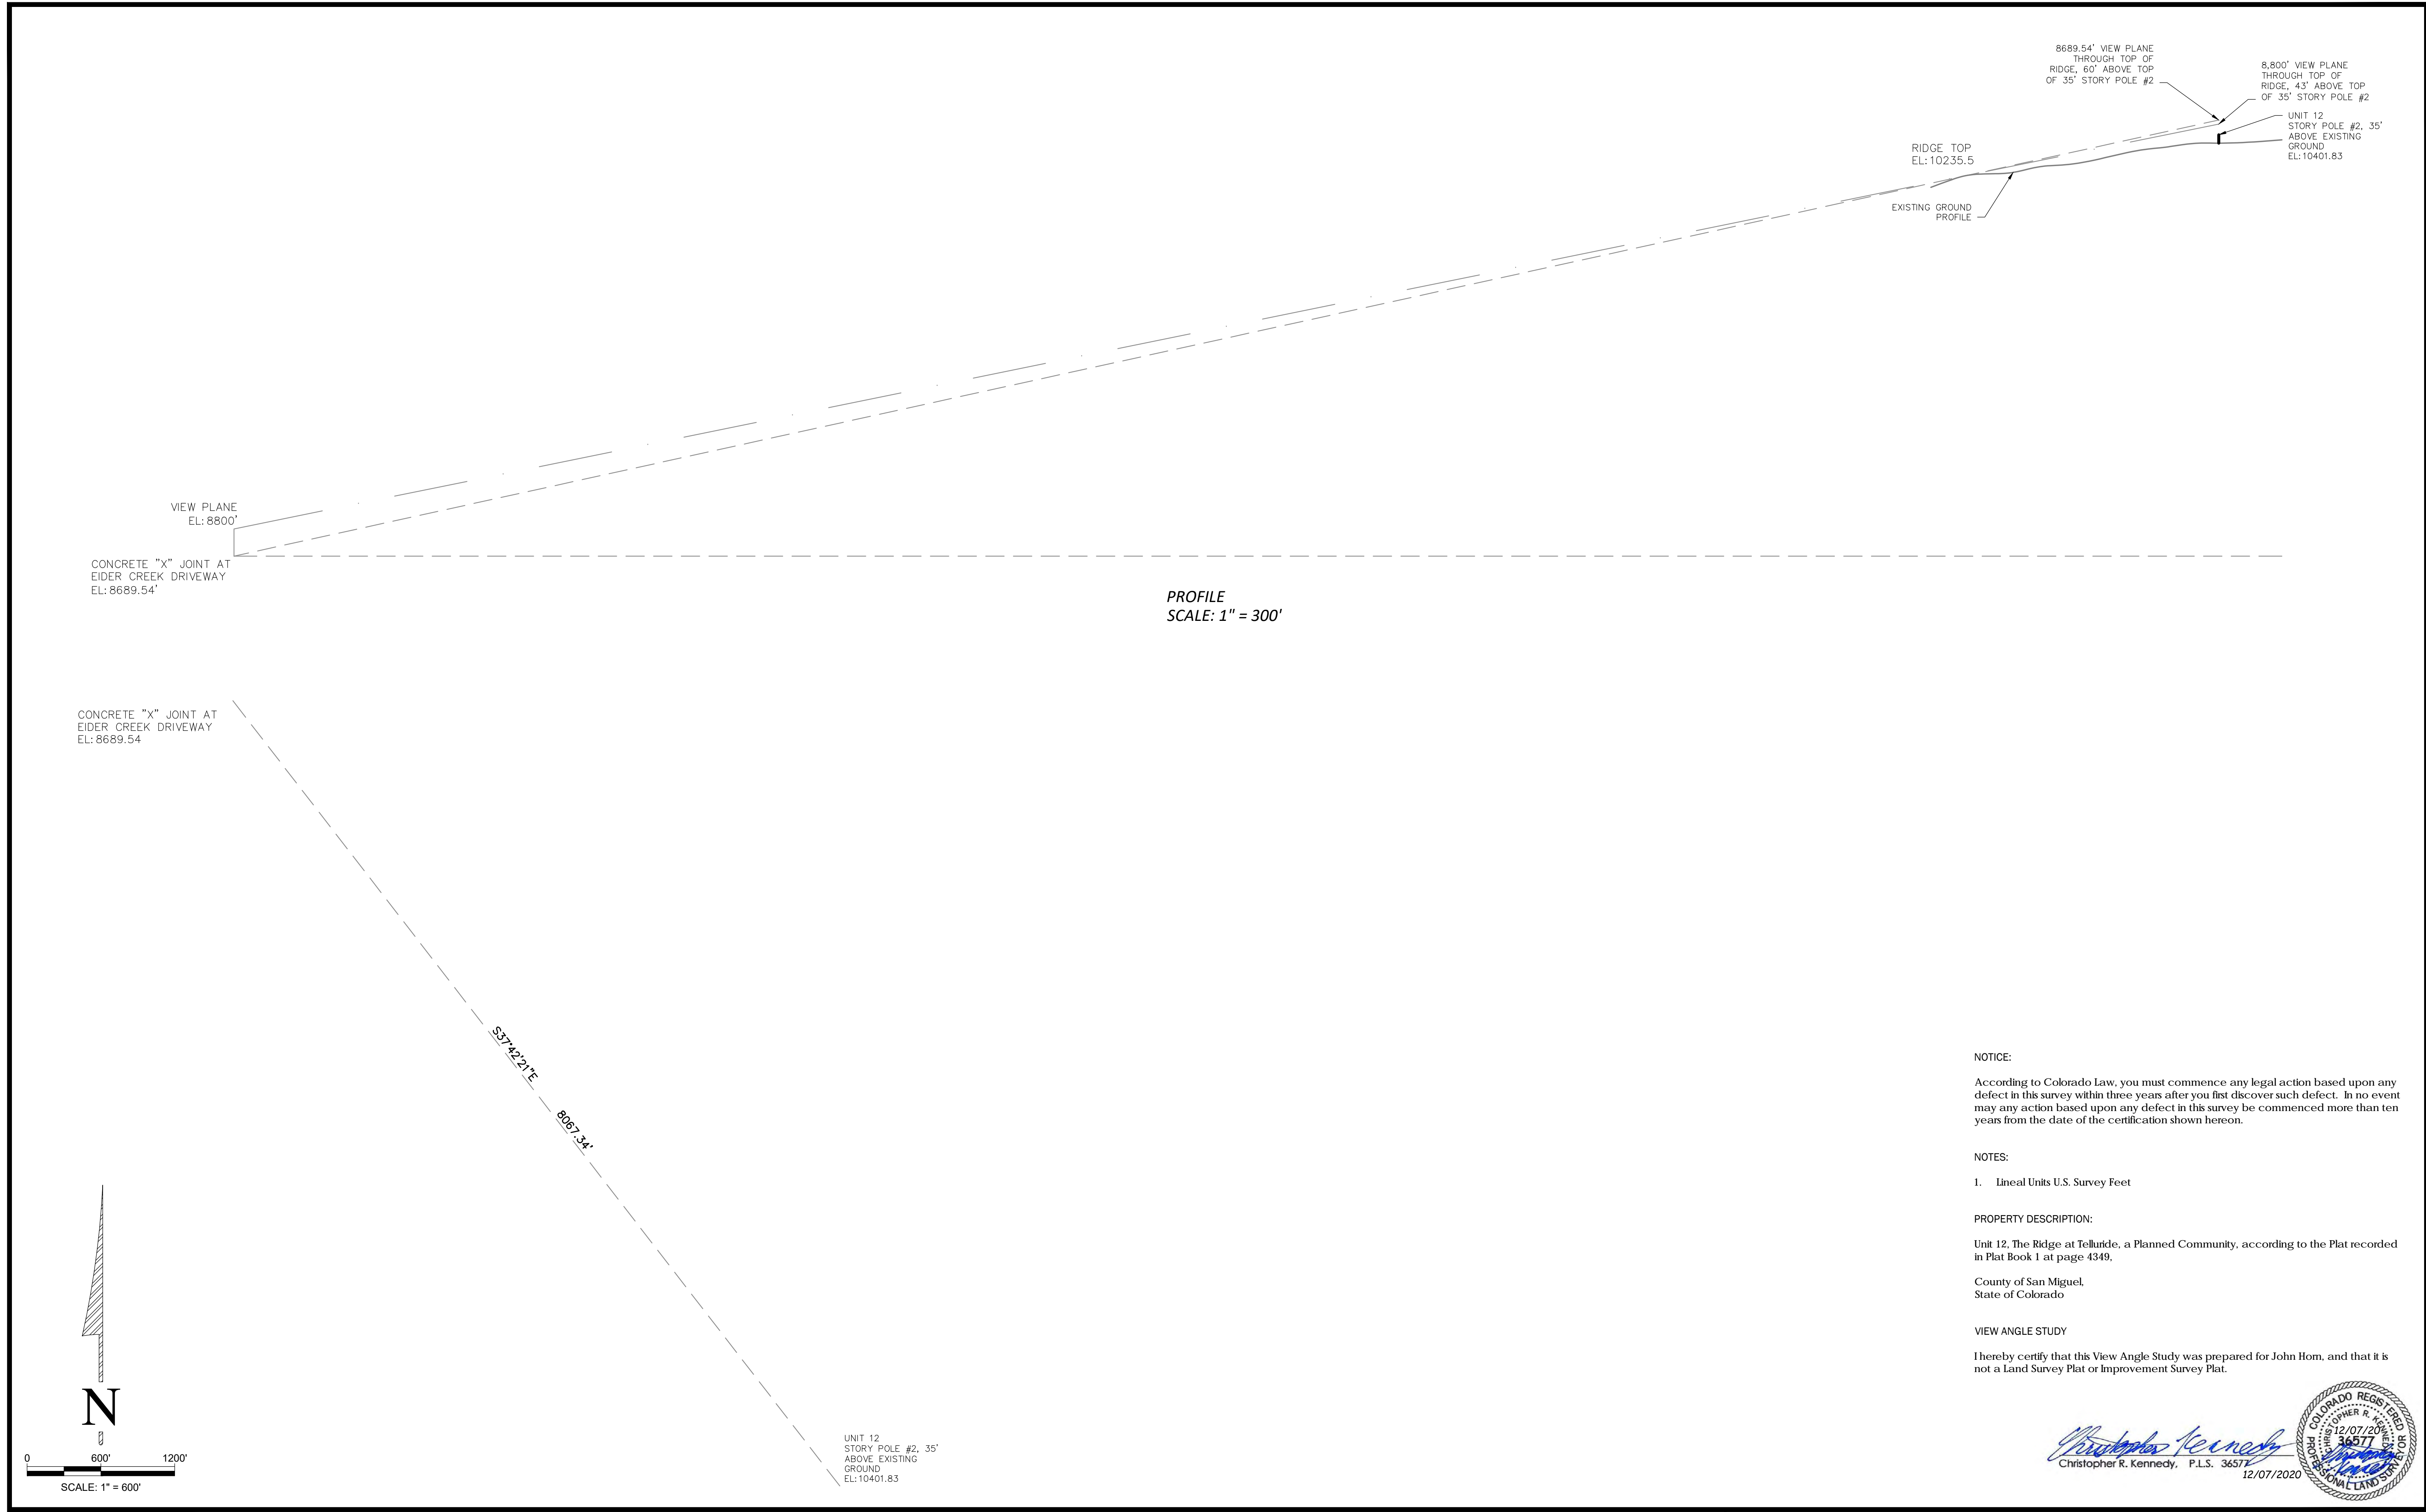 8689.54' VIEW PLANE
THROUGH TOP OF
RIDGE, 60' ABOVE TOP
OF 35' STORY POLE #2
8,800' VIEW PLANE
THROUGH TOP OF
RIDGE, 43' ABOVE TOP
OF 35' STORY POLE #2
UNIT 12
STORY POLE #2, 35'
ABOVE EXISTING
GROUND
EL:10401.83
RIDGE TOP
EL:10235.5
EXISTING GROUND
PROFILE
VIEW PLANE
EL:8800'
CONCRETE "X" JOINT AT
EIDER CREEK DRIVEWAY
EL:8689.54'
PROFILE
SCALE: 1" = 300'
CONCRETE "X" JOINT AT
EIDER CREEK DRIVEWAY
EL:8689.54
S37°42'21"E
8067.34'
UNIT 12
STORY POLE #2, 35'
ABOVE EXISTING
GROUND
EL:10401.83
N
0 600' 1200'
SCALE: 1" = 600'
NOTICE:
According to Colorado Law, you must commence any legal action based upon any
defect in this survey within three years after you first discover such defect. In no event
may any action based upon any defect in this survey be commenced more than ten
years from the date of the certification shown hereon.
NOTES:
1. Lineal Units U.S. Survey Feet
PROPERTY DESCRIPTION:
Unit 12, The Ridge at Telluride, a Planned Community, according to the Plat recorded
in Plat Book 1 at page 4349,
County of San Miguel,
State of Colorado
VIEW ANGLE STUDY
I hereby certify that this View Angle Study was prepared for John Horn, and that it is
not a Land Survey Plat or Improvement Survey Plat.
Christopher Kennedy
Christopher R. Kennedy, P.L.S. 36577
12/07/2020
COLORADO REGISTERED
PROFESSIONAL LAND SURVEYOR
36577